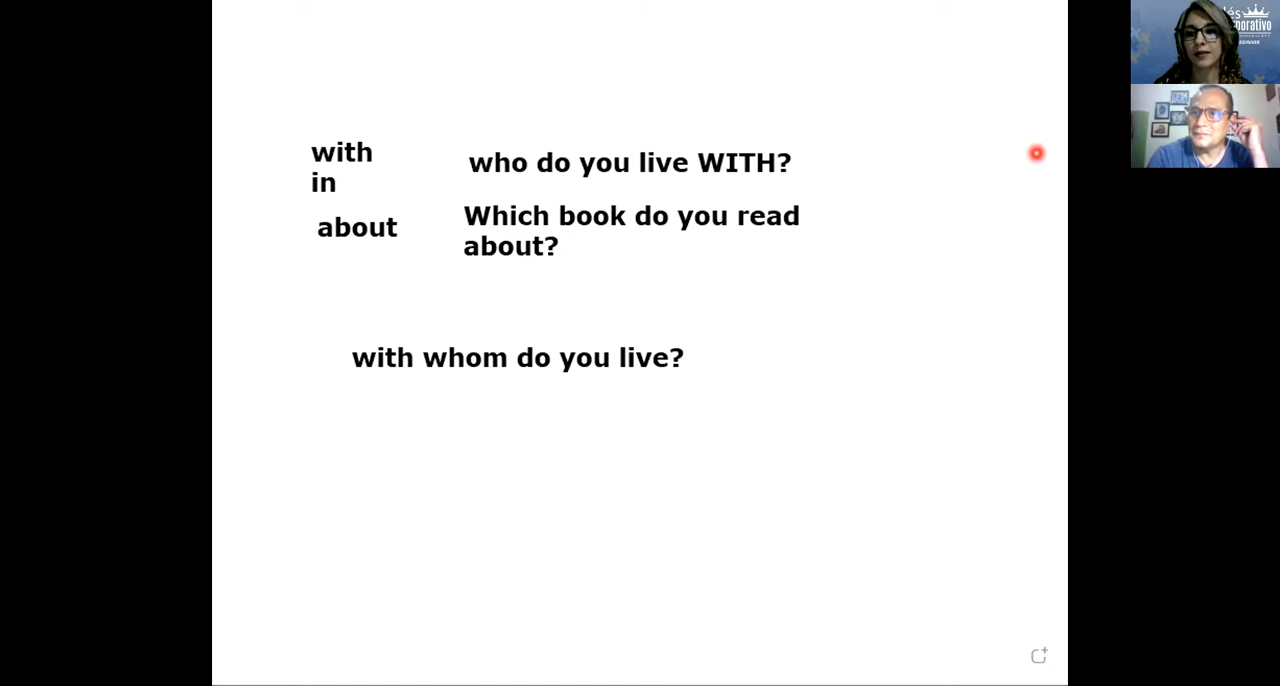 with
in
about
who do you live WITH?
Which book do you read
about?
with whom do you live?